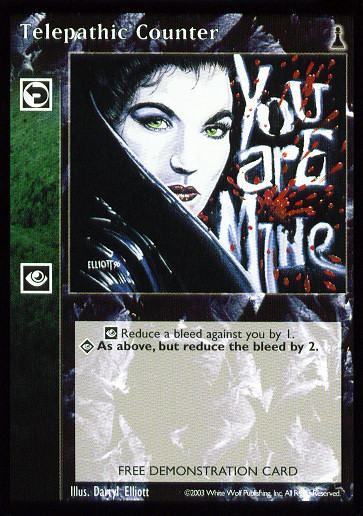 Telepathic Counter
You
are
Mine
ELLIOTT 96
Reduce a bleed against you by 1.
As above, but reduce the bleed by 2.
FREE DEMONSTRATION CARD
Illus. Darryl Elliott ©2003 White Wolf Publishing, Inc. All Rights Reserved.